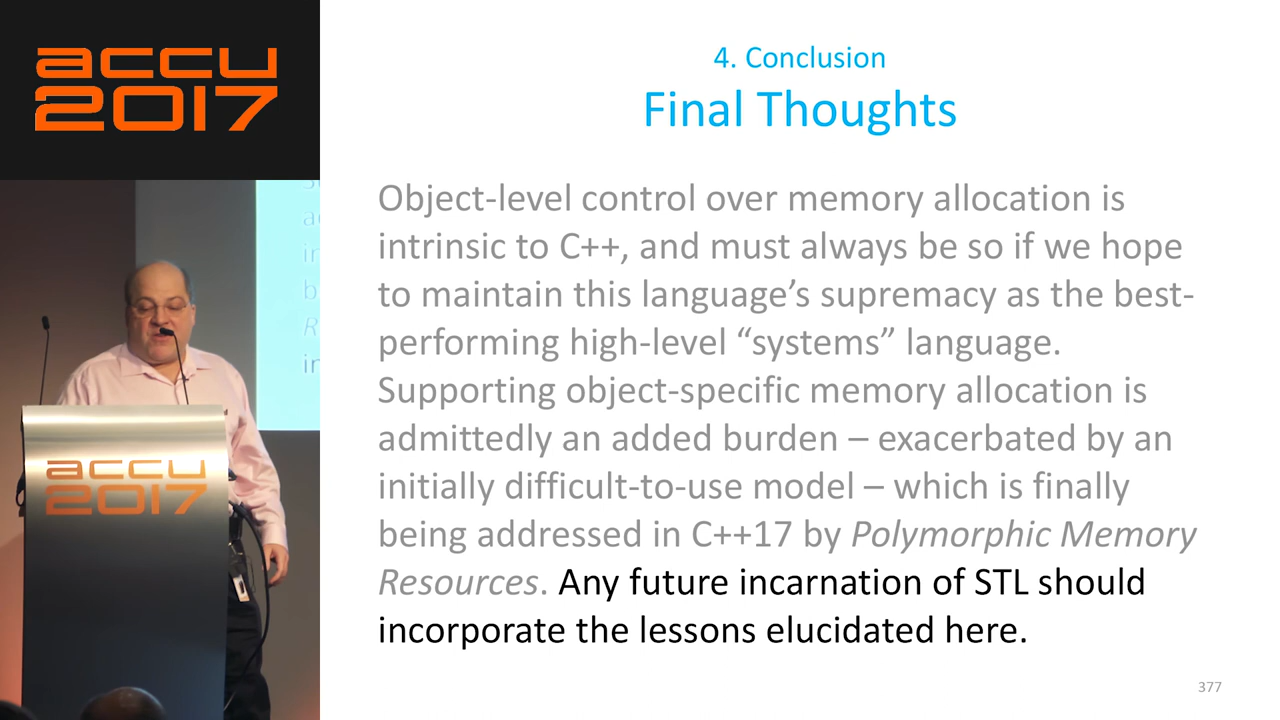 accu
2017
4. Conclusion
Final Thoughts
Object-level control over memory allocation is
intrinsic to C++, and must always be so if we hope
to maintain this language’s supremacy as the best-
performing high-level “systems” language.
Supporting object-specific memory allocation is
admittedly an added burden – exacerbated by an
initially difficult-to-use model – which is finally
being addressed in C++17 by Polymorphic Memory
Resources. Any future incarnation of STL should
incorporate the lessons elucidated here.
377
accu
2017